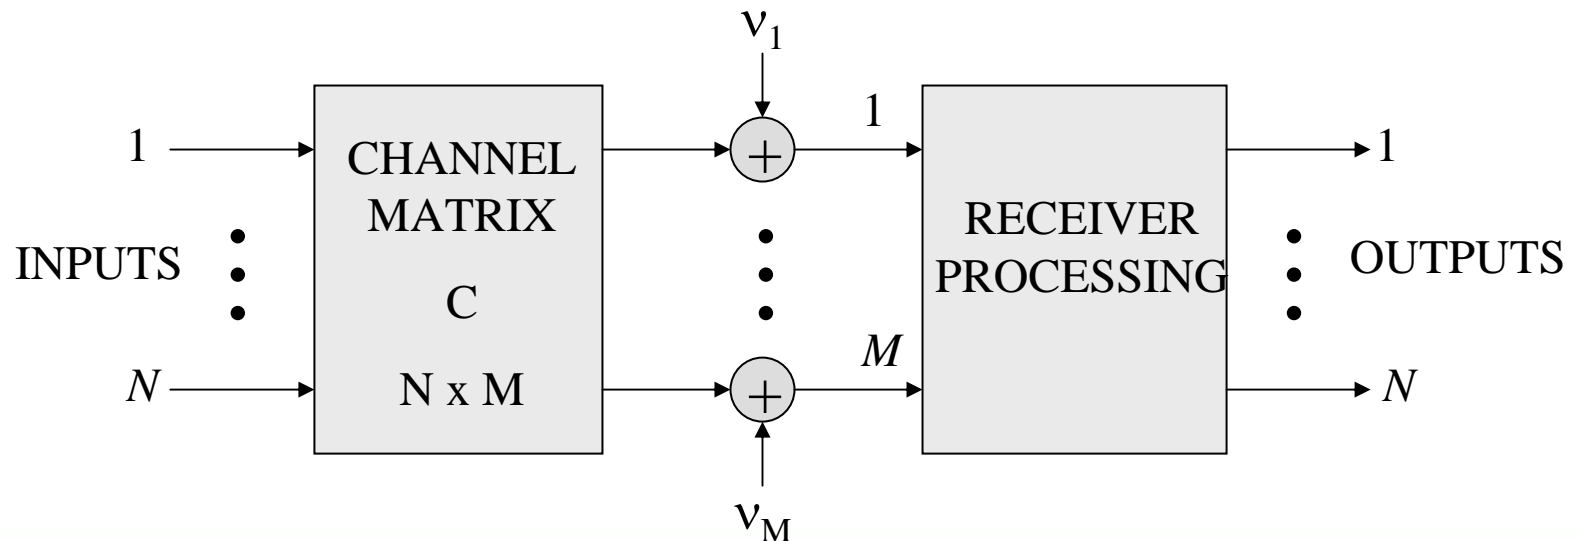 ν1
1
CHANNEL
MATRIX
C
N x M
1
RECEIVER
PROCESSING
1
INPUTS
OUTPUTS
N
M
N
νM